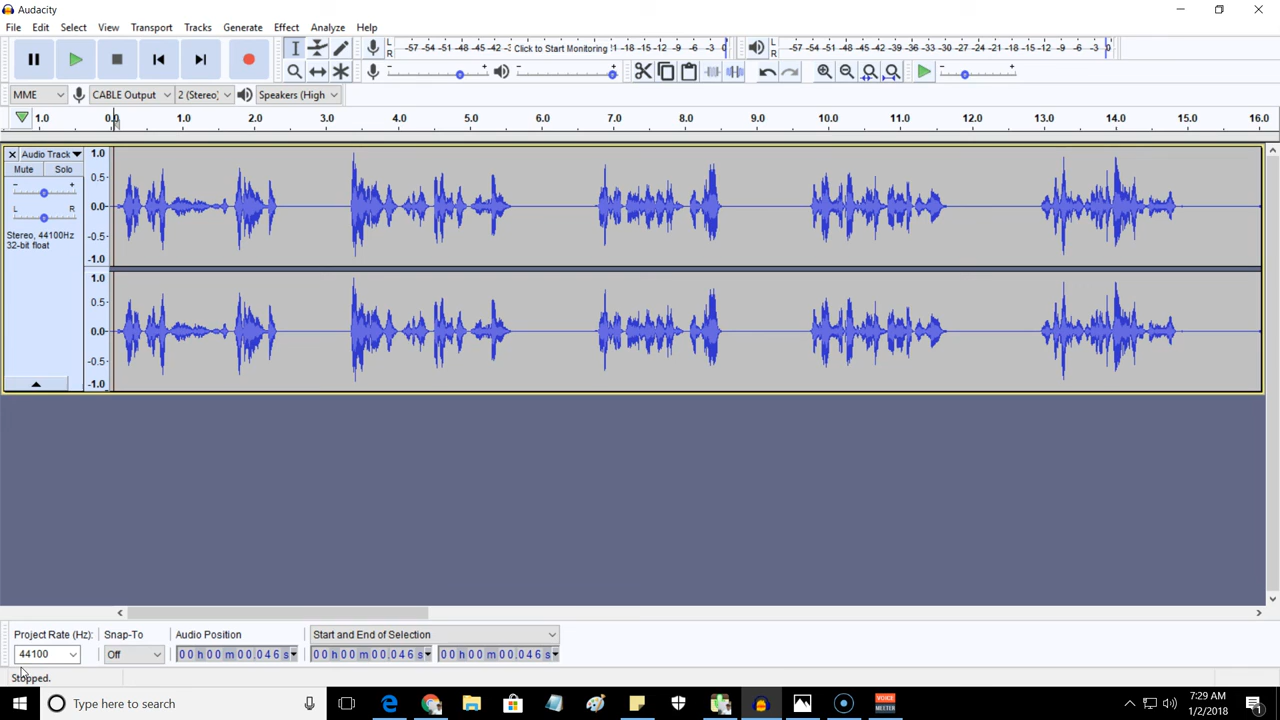 Audacity
File Edit Select View Transport Tracks Generate Effect Analyze Help
L R -57 -54 -51 -48 -45 -42 -3 Click to Start Monitoring !1 -18 -15 -12 -9 -6 -3 0 L R -57 -54 -51 -48 -45 -42 -39 -36 -33 -30 -27 -24 -21 -18 -15 -12 -9 -6 -3 0
- + - + - +
MME CABLE Output 2 (Stereo) Speakers (High
1.0 0.0 1.0 2.0 3.0 4.0 5.0 6.0 7.0 8.0 9.0 10.0 11.0 12.0 13.0 14.0 15.0 16.0
Audio Track 1.0
Mute Solo
- + 0.5
L R 0.0
Stereo, 44100Hz -0.5
32-bit float
-1.0
1.0
0.5
0.0
-0.5
-1.0
Project Rate (Hz): Snap-To Audio Position Start and End of Selection
44100 Off 00 h 00 m 00.046 s 00 h 00 m 00.046 s 00 h 00 m 00.046 s
Stopped.
Type here to search
VOICE MEETER
7:29 AM
1/2/2018
1